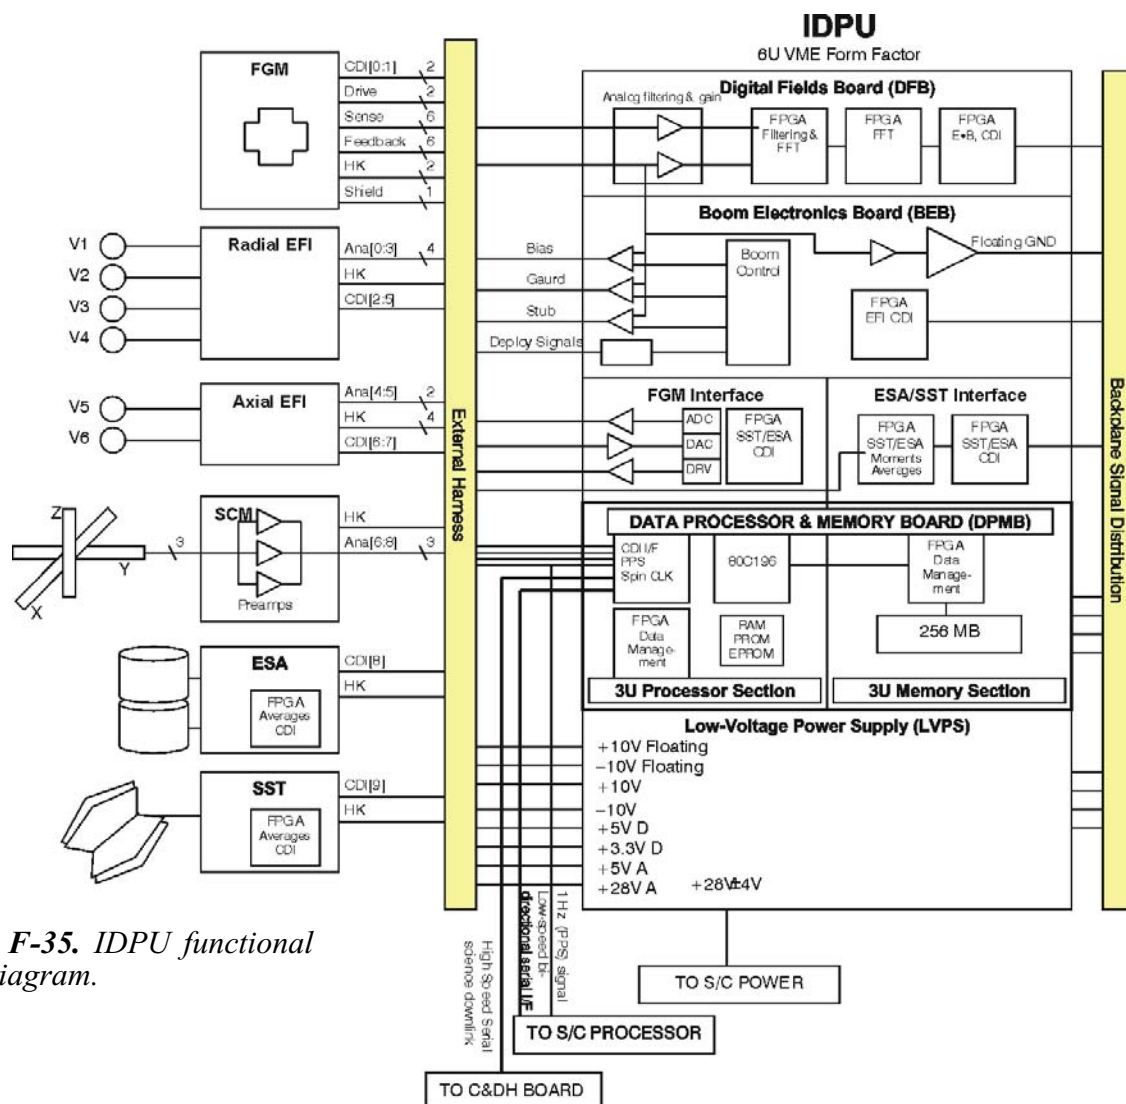 IDPU
6U VME Form Factor
FGM
CDI[0:1]
2
Drive
2
Sense
6
Feedback
6
HK
2
Shield
1
V1
V2
V3
V4
Radial EFI
Ana[0:3]
4
HK
CDI[2:5]
V5
V6
Axial EFI
Ana[4:5]
2
HK
4
CDI[6:7]
Z
Y
X
3
SCM
Preamps
HK
Ana[6:8]
3
ESA
FPGA
Averages
CDI
CDI[8]
HK
SST
FPGA
Averages
CDI
CDI[9]
HK
External Harness
Digital Fields Board (DFB)
Analog filtering & gain
FPGA
Filtering &
FFT
FPGA
FFT
FPGA
E•B, CDI
Boom Electronics Board (BEB)
Bias
Gaurd
Stub
Deploy Signals
Boom
Control
Floating GND
FPGA
EFI CDI
FGM Interface
ADC
DAC
DRV
FPGA
SST/ESA
CDI
ESA/SST Interface
FPGA
SST/ESA
Moments
Averages
FPGA
SST/ESA
CDI
DATA PROCESSOR & MEMORY BOARD (DPMB)
CDI I/F
PPS
Spin CLK
80C196
FPGA
Data
Manage-
ment
256 MB
FPGA
Data
Manage-
ment
RAM
PROM
EPROM
3U Processor Section
3U Memory Section
Low-Voltage Power Supply (LVPS)
+10V Floating
−10V Floating
+10V
−10V
+5V D
+3.3V D
+5V A
+28V A
+28V±4V
Backplane Signal Distribution
1Hz (PPS) signal
Low-speed bi-
directional serial I/F
High Speed Serial
science downlink
TO S/C POWER
TO S/C PROCESSOR
TO C&DH BOARD
F-35. IDPU functional
iagram.